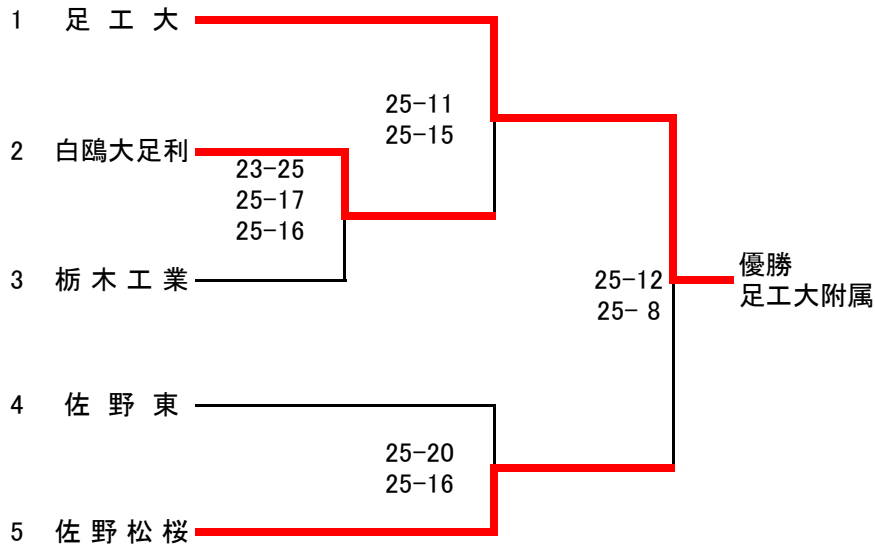 1 足工大
25-11
25-15
2 白鴎大足利
23-25
25-17
25-16
3 栃木工業
25-12
25- 8
優勝
足工大附属
4 佐野東
25-20
25-16
5 佐野松桜